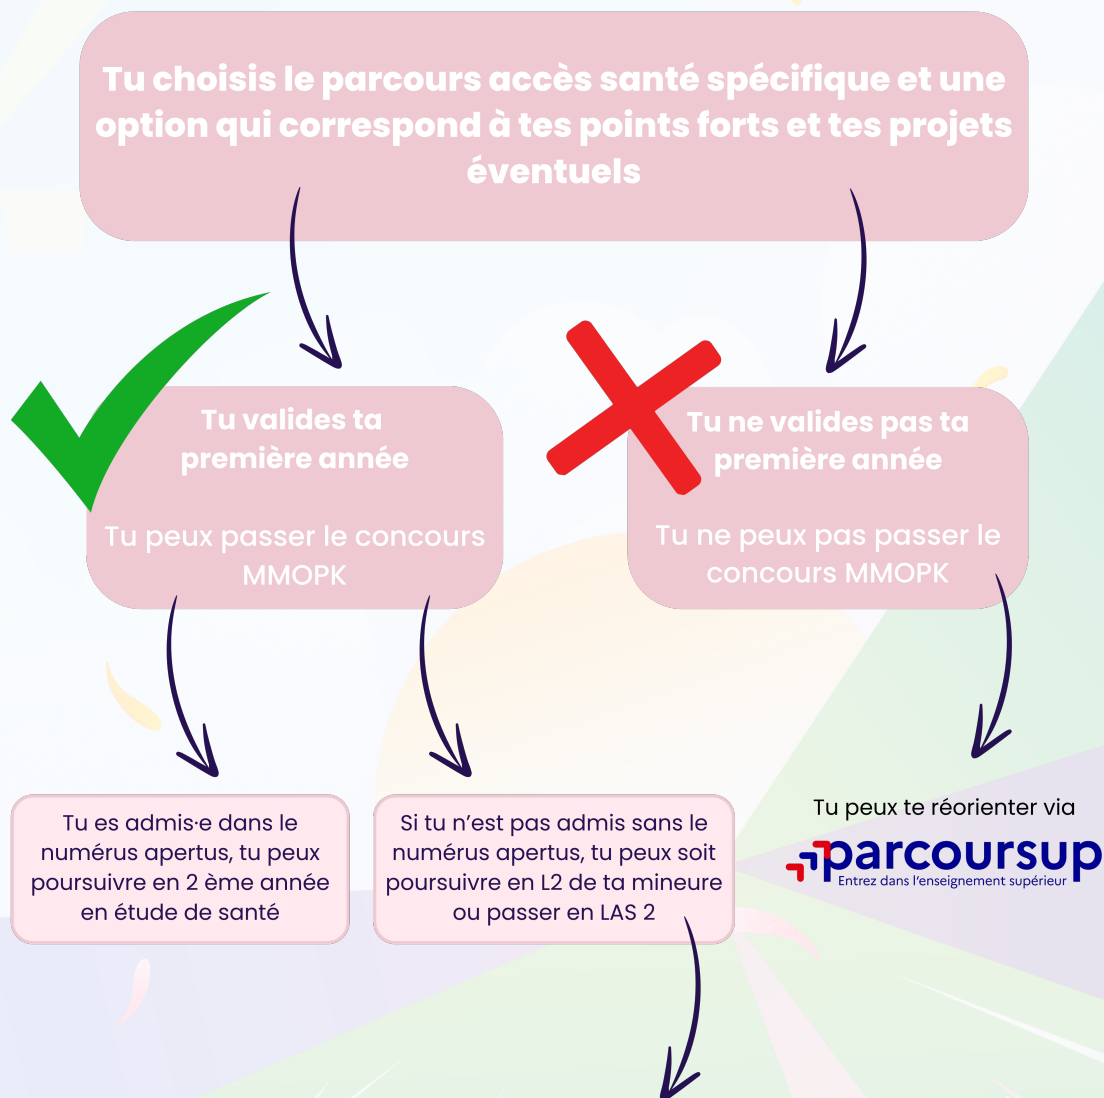 Tu choisis le parcours accès santé spécifique et une
option qui correspond à tes points forts et tes projets
éventuels
Tu valides ta
première année
Tu peux passer le concours
MMOPK
Tu ne valides pas ta
première année
Tu ne peux pas passer le
concours MMOPK
Tu es admis·e dans le
numérus apertus, tu peux
poursuivre en 2 ème année
en étude de santé
Si tu n’est pas admis sans le
numérus apertus, tu peux soit
poursuivre en L2 de ta mineure
ou passer en LAS 2
Tu peux te réorienter via
parcoursup
Entrez dans l’enseignement supérieur